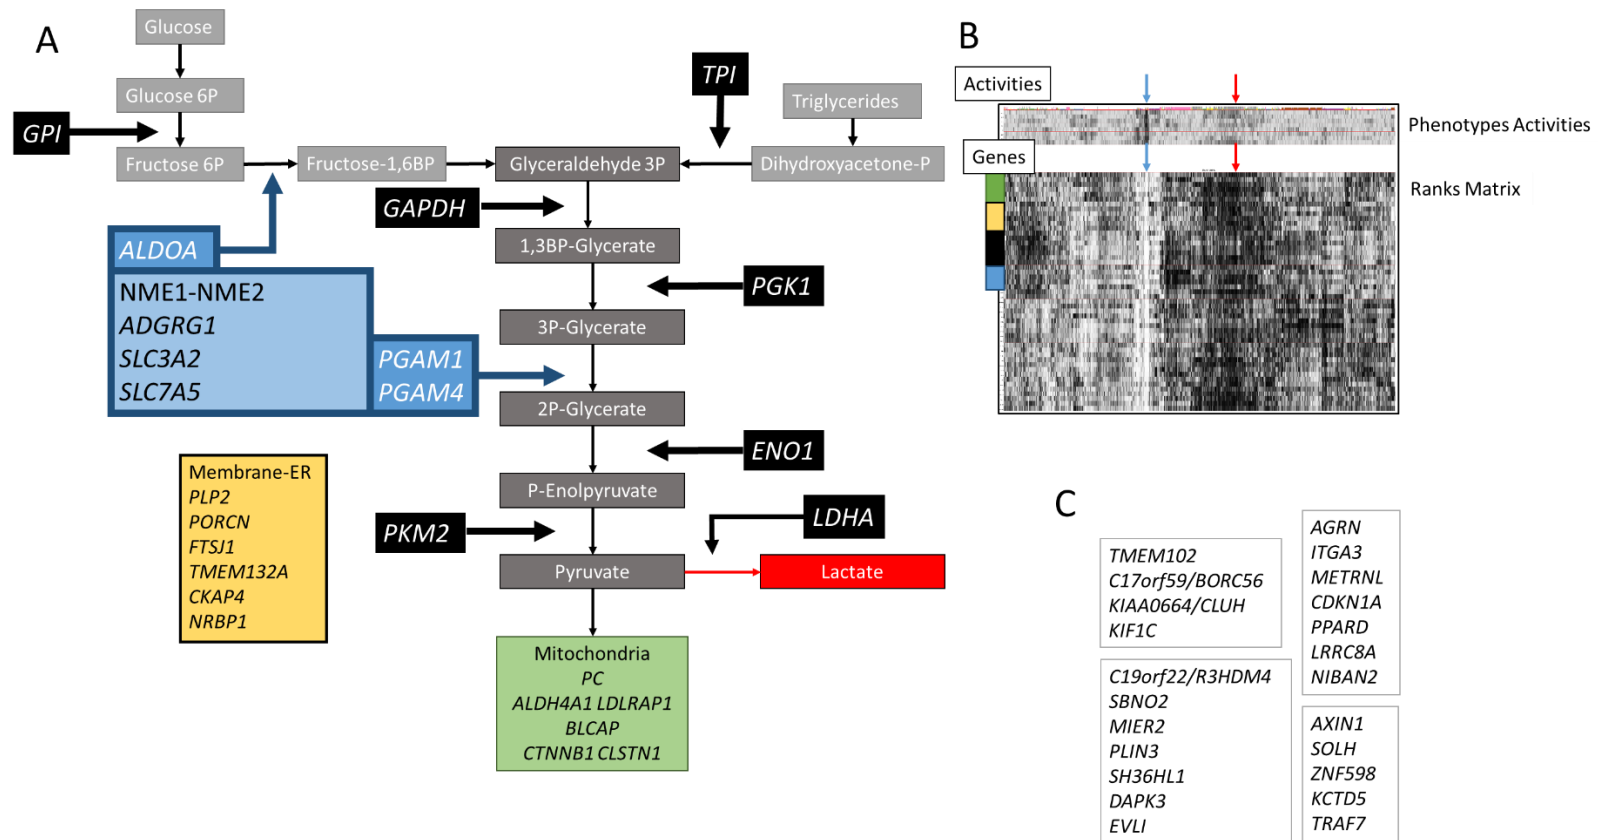 A
Glucose
Glucose 6P
GPI
Fructose 6P
Fructose-1,6BP
Glyceraldehyde 3P
TPI
Triglycerides
Dihydroxyacetone-P
GAPDH
1,3BP-Glycerate
ALDOA
NME1-NME2
ADGRG1
SLC3A2
SLC7A5
PGAM1
PGAM4
PGK1
3P-Glycerate
2P-Glycerate
ENO1
P-Enolpyruvate
PKM2
LDHA
Pyruvate
Lactate
Membrane-ER
PLP2
PORCN
FTSJ1
TMEM132A
CKAP4
NRBP1
Mitochondria
PC
ALDH4A1 LDLRAP1
BLCAP
CTNNB1 CLSTN1
B
Activities
Phenotypes Activities
Genes
Ranks Matrix
C
TMEM102
C17orf59/BORC56
KIAA0664/CLUH
KIF1C
C19orf22/R3HDM4
SBNO2
MIER2
PLIN3
SH36HL1
DAPK3
EVLI
AGRN
ITGA3
METRNL
CDKN1A
PPARD
LRRC8A
NIBAN2
AXIN1
SOLH
ZNF598
KCTD5
TRAF7